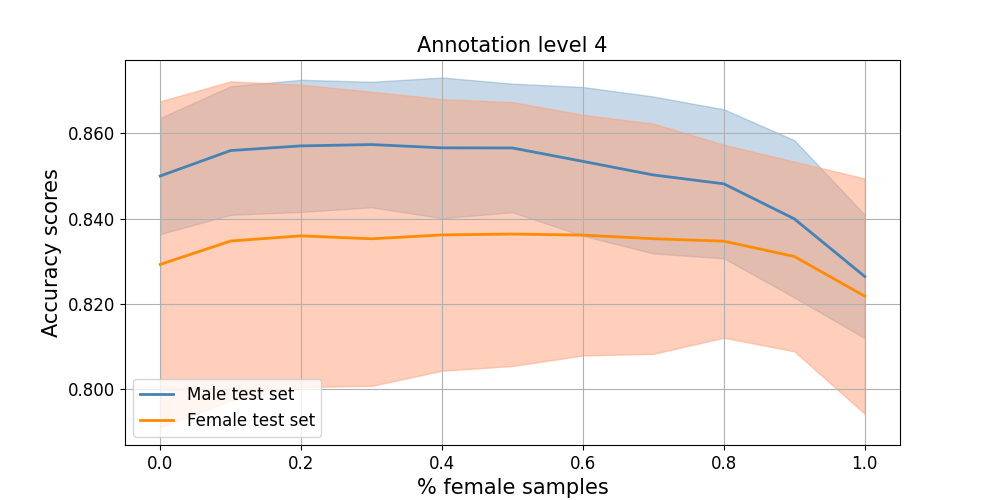 Annotation level 4
Accuracy scores
0.860
0.840
0.820
0.800
Male test set
Female test set
0.0 0.2 0.4 0.6 0.8 1.0
% female samples